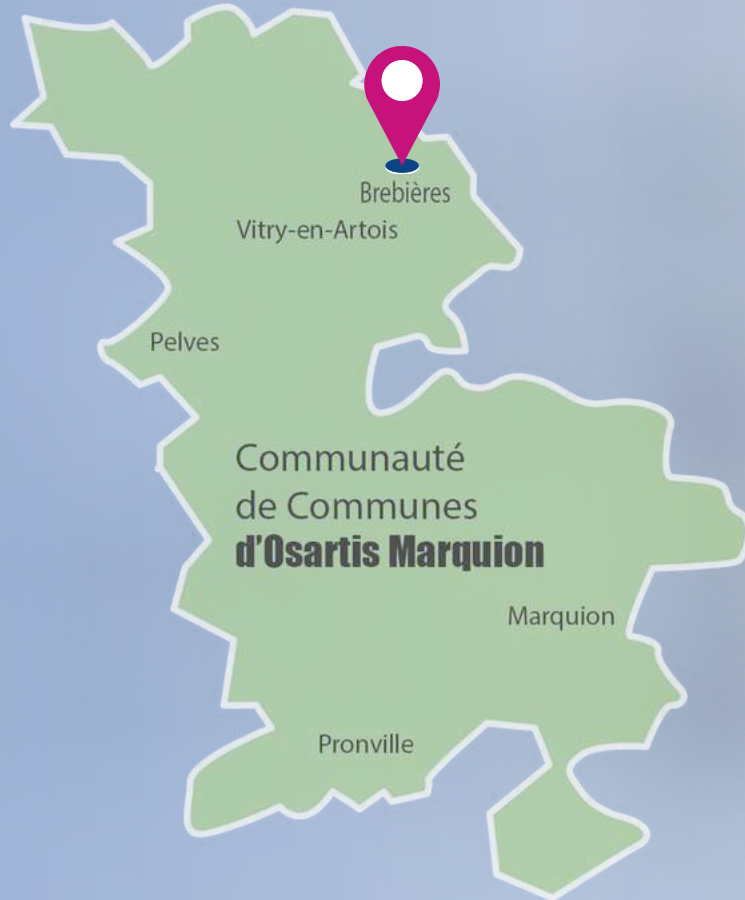 Brebières
Vitry-en-Artois
Pelves
Communauté
de Communes
d'Osartis Marquion
Marquion
Pronville